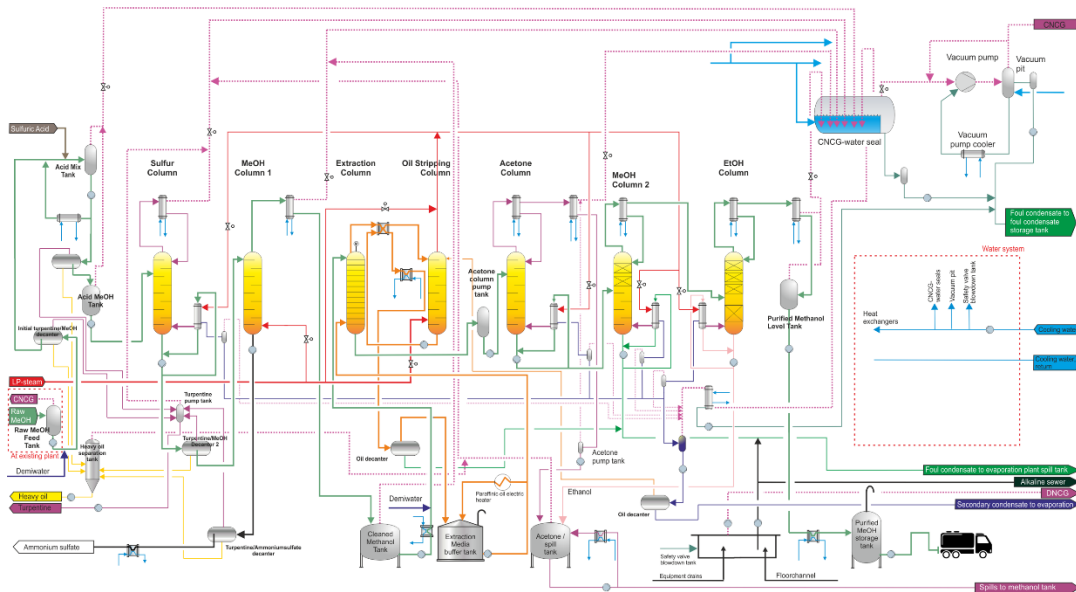 CNCG
Vacuum pump
Vacuum
pit
Vacuum
pump cooler
CNCG-water seal
Foul condensate to
foul condensate
storage tank
Sulfuric Acid
Acid Mix
Tank
Sulfur
Column
MeOH
Column 1
Extraction
Column
Oil Stripping
Column
Acetone
Column
MeOH
Column 2
EtOH
Column
Water system
CNCG-
water seals
Vacuum pit
Safety valve
blowdown tank
Heat
exchangers
Cooling water
Cooling water
return
Acid MeOH
Tank
Acetone
column
pump tank
Purified Methanol
Level Tank
Initial turpentine/MeOH
decanter
LP-steam
CNCG
Raw
MeOH
Raw MeOH
Feed
Tank
At existing plant
Demiwater
Turpentine
pump tank
Turpentine/MeOH
Decanter 2
Heavy oil
separation
tank
Heavy oil
Turpentine
Oil decanter
Acetone
pump tank
Foul condensate to evaporation plant spill tank
Alkaline sewer
DNCG
Secondary condensate to evaporation
Paraffinic oil electric
heater
Demiwater
Ethanol
Oil decanter
Ammonium sulfate
Turpentine/Ammoniumsulfate
decanter
Cleaned
Methanol
Tank
Extraction
Media
buffer tank
Acetone /
spill
tank
Safety valve
blowdown tank
Equipment drains
Floorchannel
Purified
MeOH
storage
tank
Spills to methanol tank